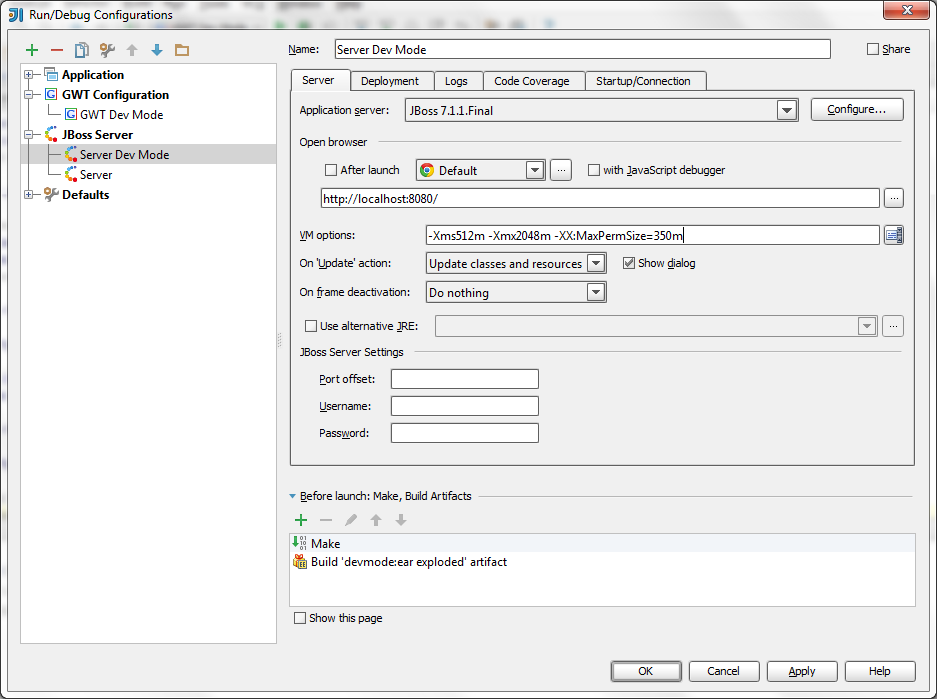 Run/Debug Configurations
Application
GWT Configuration
GWT Dev Mode
JBoss Server
Server Dev Mode
Server
Defaults
Name: Server Dev Mode Share
Server Deployment Logs Code Coverage Startup/Connection
Application server: JBoss 7.1.1.Final Configure...
Open browser
After launch Default ... with JavaScript debugger
http://localhost:8080/ ...
VM options: -Xms512m -Xmx2048m -XX:MaxPermSize=350m
On 'Update' action: Update classes and resources Show dialog
On frame deactivation: Do nothing
Use alternative JRE: ...
JBoss Server Settings
Port offset:
Username:
Password:
Before launch: Make, Build Artifacts
Make
Build 'devmode:ear exploded' artifact
Show this page
OK Cancel Apply Help